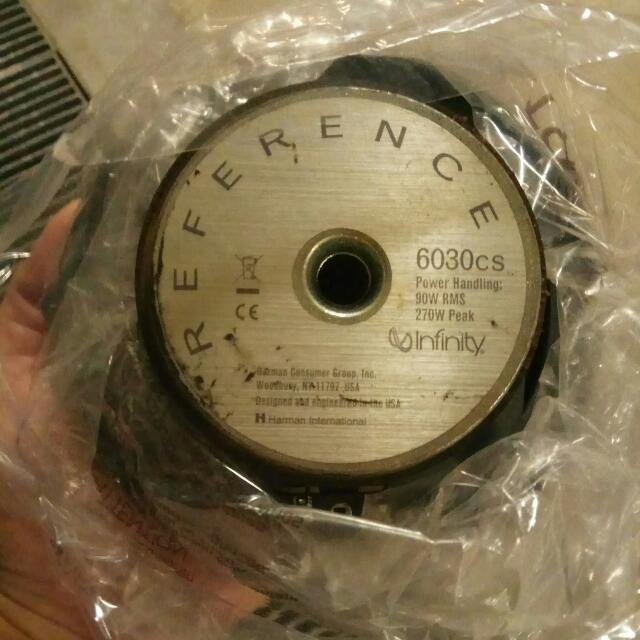 REFERENCE
6030cs
Power Handling:
90W RMS
270W Peak
Infinity
CE
Harman Consumer Group, Inc.
Woodbury, NY 11797 USA
Designed and engineered in the USA
Harman International